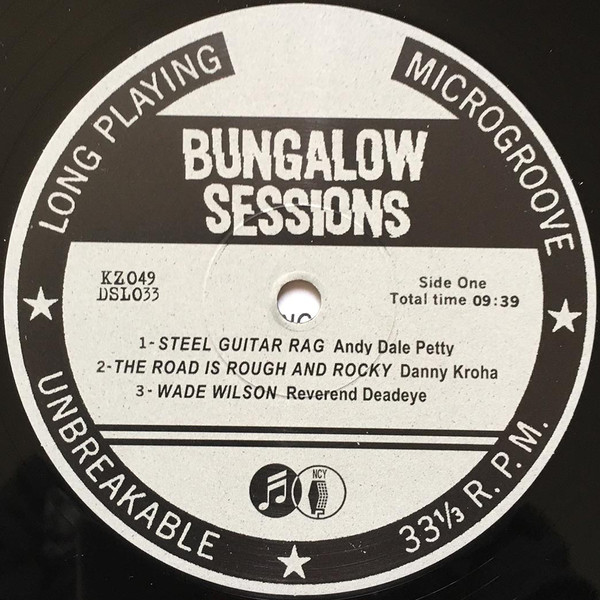 LONG PLAYING
MICROGROOVE
BUNGALOW
SESSIONS
KZ049
DSL033
Side One
Total time 09:39
1- STEEL GUITAR RAG Andy Dale Petty
2- THE ROAD IS ROUGH AND ROCKY Danny Kroha
3- WADE WILSON Reverend Deadeye
NCY
UNBREAKABLE
33⅓ R.P.M.